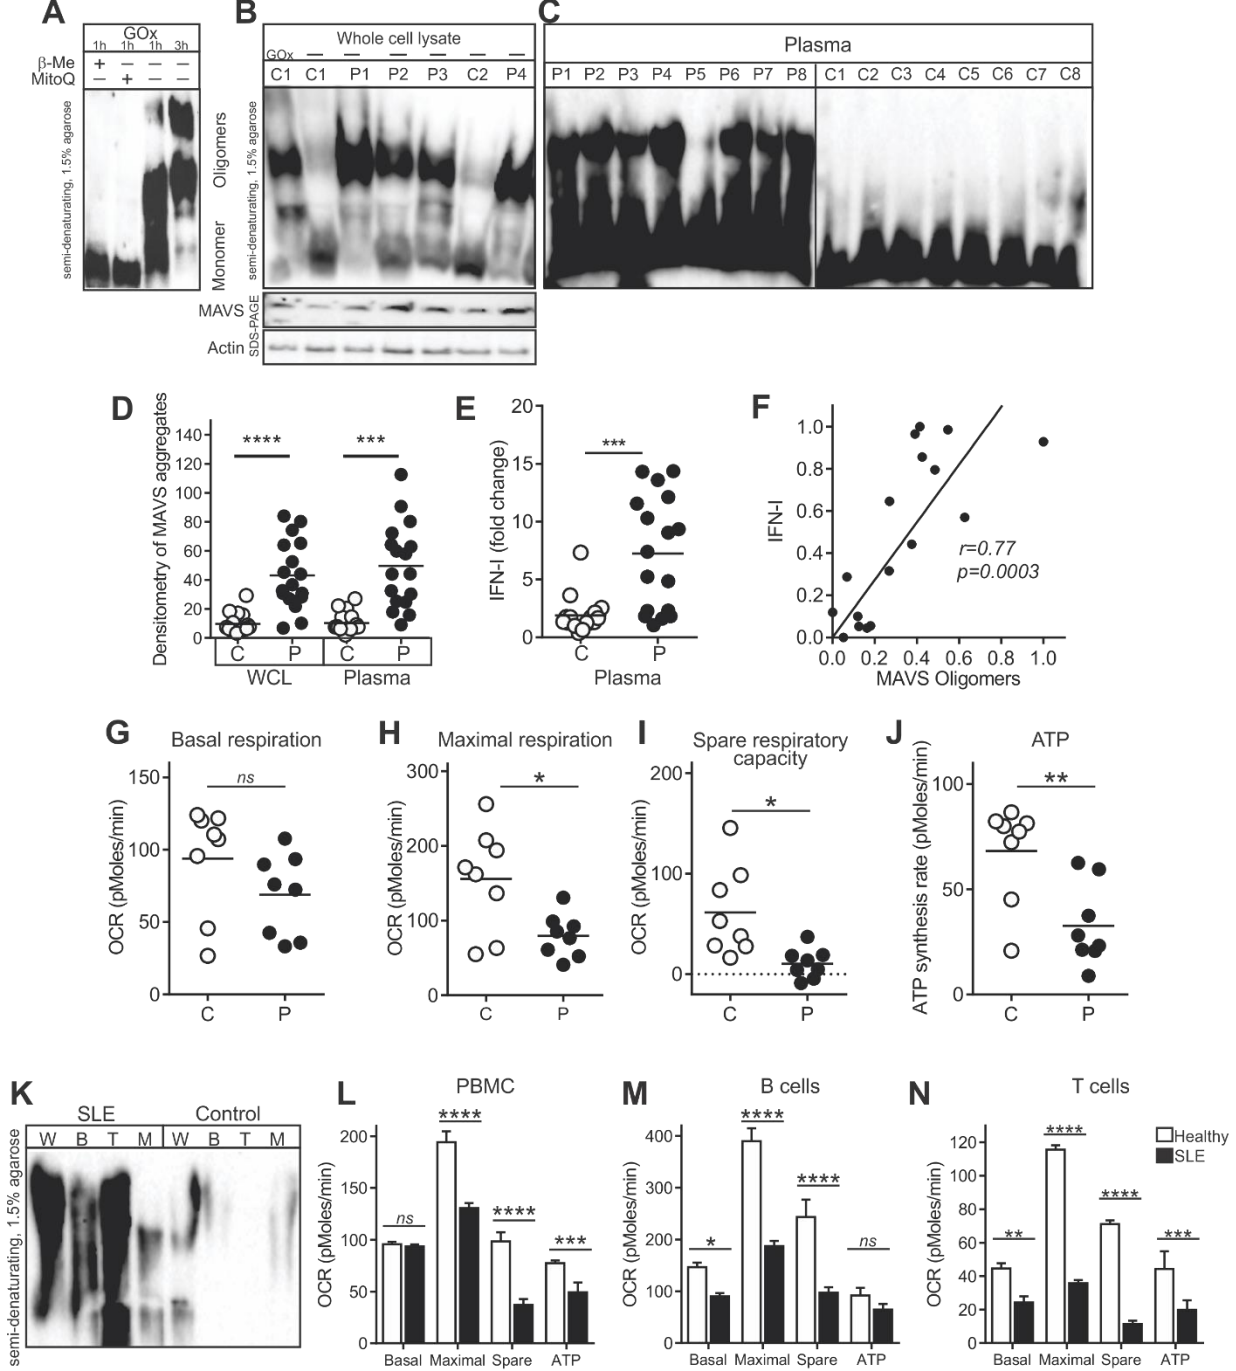 A
GOx
1h 1h 1h 3h
β-Me + – – –
MitoQ – + – –
semi-denaturating, 1.5% agarose
B
Whole cell lysate
GOx – – – – – –
C1 C1 P1 P2 P3 C2 P4
Oligomers
Monomer
semi-denaturating, 1.5% agarose
MAVS
Actin
SDS-PAGE
C
Plasma
P1 P2 P3 P4 P5 P6 P7 P8 C1 C2 C3 C4 C5 C6 C7 C8
D
Densitometry of MAVS aggregates
140
120
100
80
60
40
20
0
**** ***
C P C P
WCL Plasma
E
IFN-I (fold change)
20
15
10
5
0
***
C P
Plasma
F
IFN-I
1.0
0.8
0.6
0.4
0.2
0.0
r=0.77
p=0.0003
0.0 0.2 0.4 0.6 0.8 1.0
MAVS Oligomers
G
Basal respiration
OCR (pMoles/min)
150
100
50
0
ns
C P
H
Maximal respiration
OCR (pMoles/min)
300
200
100
0
*
C P
I
Spare respiratory
capacity
OCR (pMoles/min)
200
100
0
*
C P
J
ATP
ATP synthesis rate (pMoles/min)
100
50
0
**
C P
K
SLE Control
W B T M W B T M
semi-denaturating, 1.5% agarose
L
PBMC
OCR (pMoles/min)
200
150
100
50
0
ns **** **** ***
Basal Maximal Spare ATP
M
B cells
OCR (pMoles/min)
400
300
200
100
0
* **** **** ns
Basal Maximal Spare ATP
N
T cells
OCR (pMoles/min)
120
100
80
60
40
20
0
** **** **** ***
Basal Maximal Spare ATP
Healthy
SLE